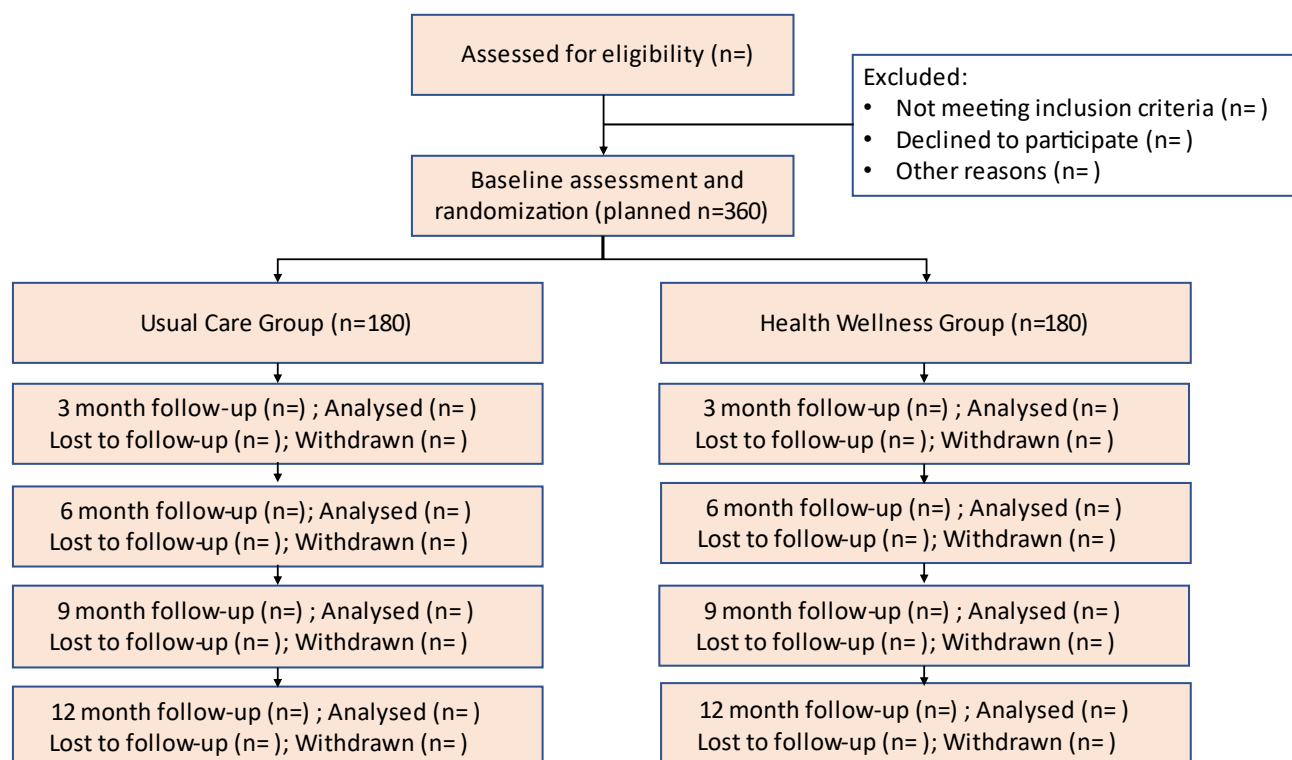 Assessed for eligibility (n=)
Excluded:
• Not meeting inclusion criteria (n= )
• Declined to participate (n= )
• Other reasons (n= )
Baseline assessment and
randomization (planned n=360)
Usual Care Group (n=180)
3 month follow-up (n=) ; Analysed (n= )
Lost to follow-up (n= ); Withdrawn (n= )
6 month follow-up (n=); Analysed (n= )
Lost to follow-up (n= ); Withdrawn (n= )
9 month follow-up (n=) ; Analysed (n= )
Lost to follow-up (n= ); Withdrawn (n= )
12 month follow-up (n=) ; Analysed (n= )
Lost to follow-up (n= ); Withdrawn (n= )
Health Wellness Group (n=180)
3 month follow-up (n=) ; Analysed (n= )
Lost to follow-up (n= ); Withdrawn (n= )
6 month follow-up (n=) ; Analysed (n= )
Lost to follow-up (n= ); Withdrawn (n= )
9 month follow-up (n=) ; Analysed (n= )
Lost to follow-up (n= ); Withdrawn (n= )
12 month follow-up (n=) ; Analysed (n= )
Lost to follow-up (n= ); Withdrawn (n= )